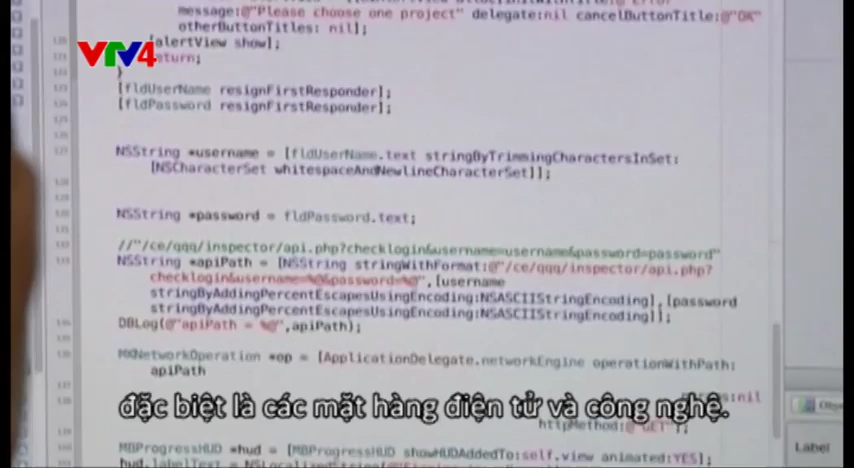 message:@"Please choose one project" delegate:nil cancelButtonTitle:@"OK"
otherButtonTitles: nil];
VTV4
[alertView show];
return;
}
[fldUserName resignFirstResponder];
[fldPassword resignFirstResponder];
NSString *username = [fldUserName.text stringByTrimmingCharactersInSet:
[NSCharacterSet whitespaceAndNewlineCharacterSet]];
NSString *password = fldPassword.text;
//"/ce/qqq/inspector/api.php?checklogin&username=username&password=password"
NSString *apiPath = [NSString stringWithFormat:@"/ce/qqq/inspector/api.php?
checklogin&username=%@&password=%@",[username
stringByAddingPercentEscapesUsingEncoding:NSASCIIStringEncoding],[password
stringByAddingPercentEscapesUsingEncoding:NSASCIIStringEncoding]];
DBLog(@"apiPath = %@",apiPath);
MKNetworkOperation *op = [ApplicationDelegate.networkEngine operationWithPath:
apiPath
:nil
đặc biệt là các mặt hàng điện tử và công nghệ.
httpMethod:@"GET"];
MBProgressHUD *hud = [MBProgressHUD showHUDAddedTo:self.view animated:YES];
Label